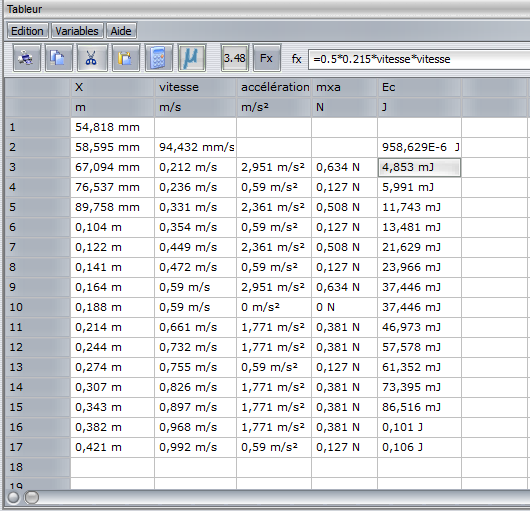 Tableur
Edition Variables Aide
μ 3.48 Fx fx =0.5*0.215*vitesse*vitesse
X vitesse accélération mxa Ec
m m/s m/s² N J
1 54,818 mm
2 58,595 mm 94,432 mm/s 958,629E-6 J
3 67,094 mm 0,212 m/s 2,951 m/s² 0,634 N 4,853 mJ
4 76,537 mm 0,236 m/s 0,59 m/s² 0,127 N 5,991 mJ
5 89,758 mm 0,331 m/s 2,361 m/s² 0,508 N 11,743 mJ
6 0,104 m 0,354 m/s 0,59 m/s² 0,127 N 13,481 mJ
7 0,122 m 0,449 m/s 2,361 m/s² 0,508 N 21,629 mJ
8 0,141 m 0,472 m/s 0,59 m/s² 0,127 N 23,966 mJ
9 0,164 m 0,59 m/s 2,951 m/s² 0,634 N 37,446 mJ
10 0,188 m 0,59 m/s 0 m/s² 0 N 37,446 mJ
11 0,214 m 0,661 m/s 1,771 m/s² 0,381 N 46,973 mJ
12 0,244 m 0,732 m/s 1,771 m/s² 0,381 N 57,578 mJ
13 0,274 m 0,755 m/s 0,59 m/s² 0,127 N 61,352 mJ
14 0,307 m 0,826 m/s 1,771 m/s² 0,381 N 73,395 mJ
15 0,343 m 0,897 m/s 1,771 m/s² 0,381 N 86,516 mJ
16 0,382 m 0,968 m/s 1,771 m/s² 0,381 N 0,101 J
17 0,421 m 0,992 m/s 0,59 m/s² 0,127 N 0,106 J
18
19